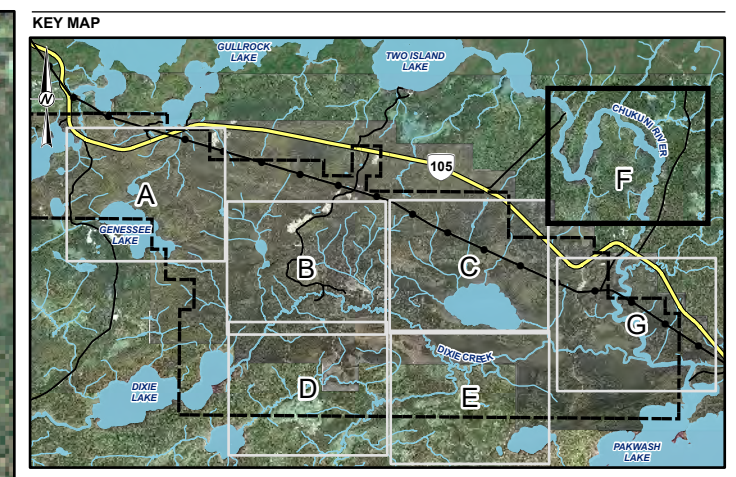 KEY MAP
GULLROCK
LAKE
TWO ISLAND
LAKE
N
CHUKUNI RIVER
105
F
A
GENESSEE
LAKE
B
C
G
DIXIE CREEK
D
E
DIXIE
LAKE
PAKWASH
LAKE